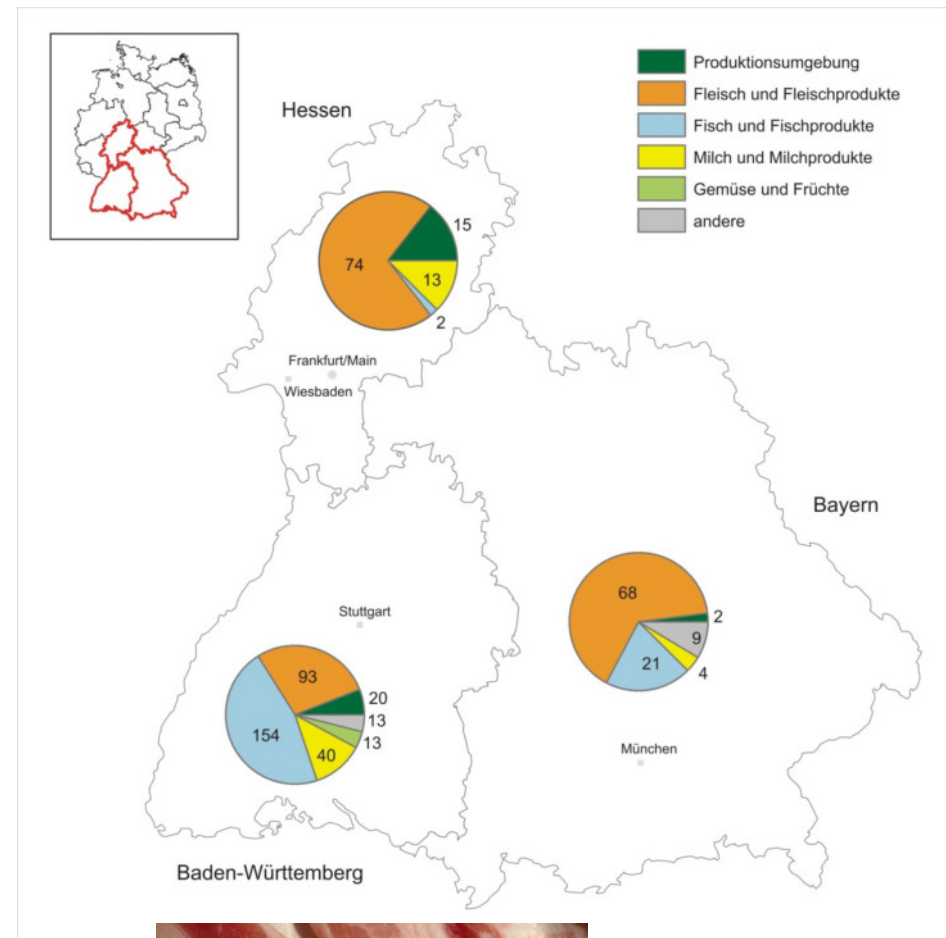 Produktionsumgebung
Fleisch und Fleischprodukte
Fisch und Fischprodukte
Milch und Milchprodukte
Gemüse und Früchte
andere
Hessen
15
74
13
2
Frankfurt/Main
Wiesbaden
Bayern
68
2
9
21
4
München
Stuttgart
93
20
13
154
13
40
Baden-Württemberg